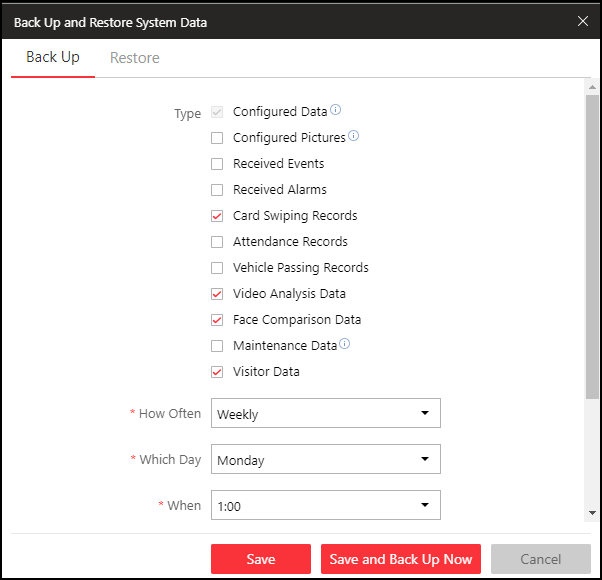 Back Up and Restore System Data
Back Up Restore
Type Configured Data
Configured Pictures
Received Events
Received Alarms
Card Swiping Records
Attendance Records
Vehicle Passing Records
Video Analysis Data
Face Comparison Data
Maintenance Data
Visitor Data
* How Often Weekly
* Which Day Monday
* When 1:00
Save Save and Back Up Now Cancel